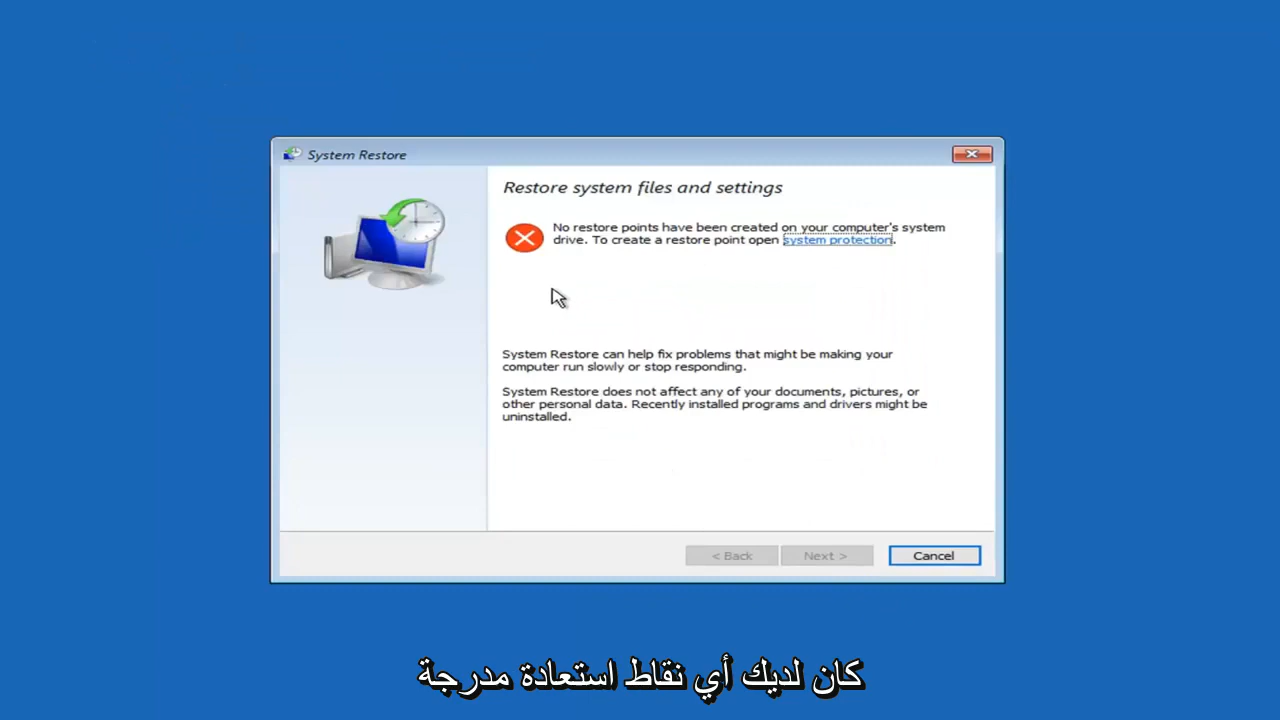 System Restore
Restore system files and settings
No restore points have been created on your computer's system
drive. To create a restore point open system protection.
System Restore can help fix problems that might be making your
computer run slowly or stop responding.
System Restore does not affect any of your documents, pictures, or
other personal data. Recently installed programs and drivers might be
uninstalled.
< Back
Next >
Cancel
كان لديك أي نقاط استعادة مدرجة